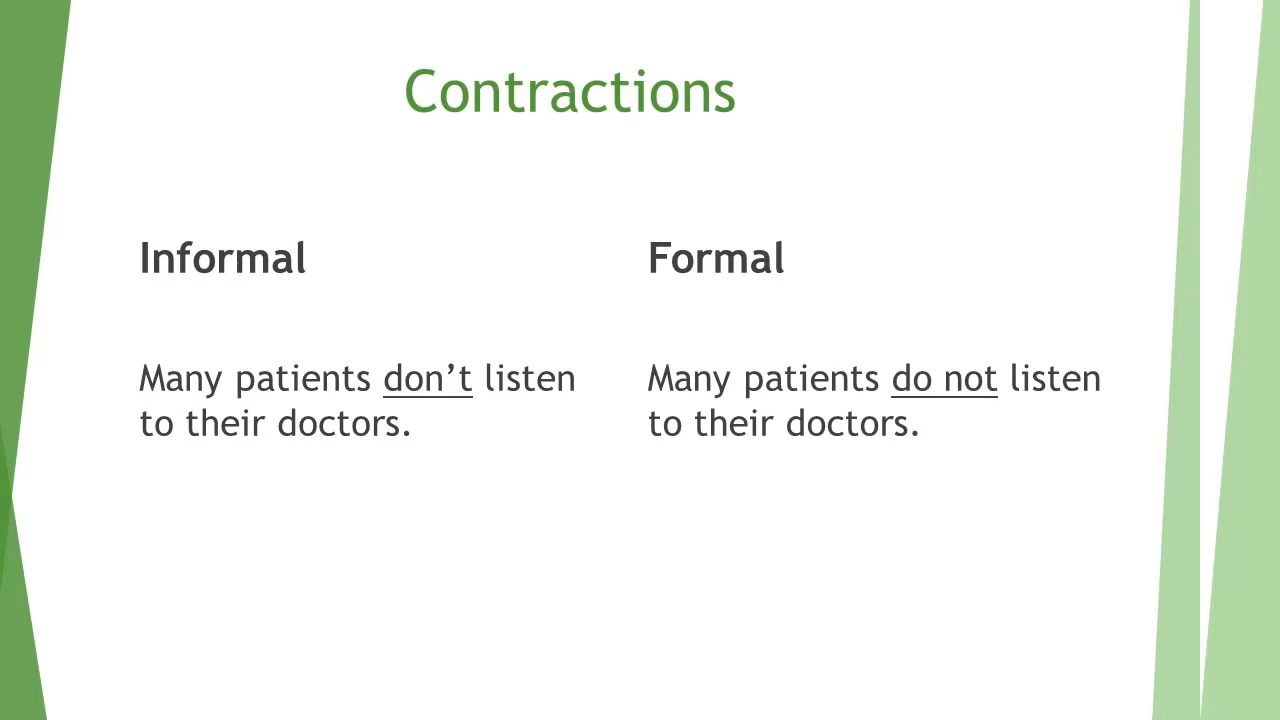 Contractions
Informal
Many patients don’t listen
to their doctors.
Formal
Many patients do not listen
to their doctors.